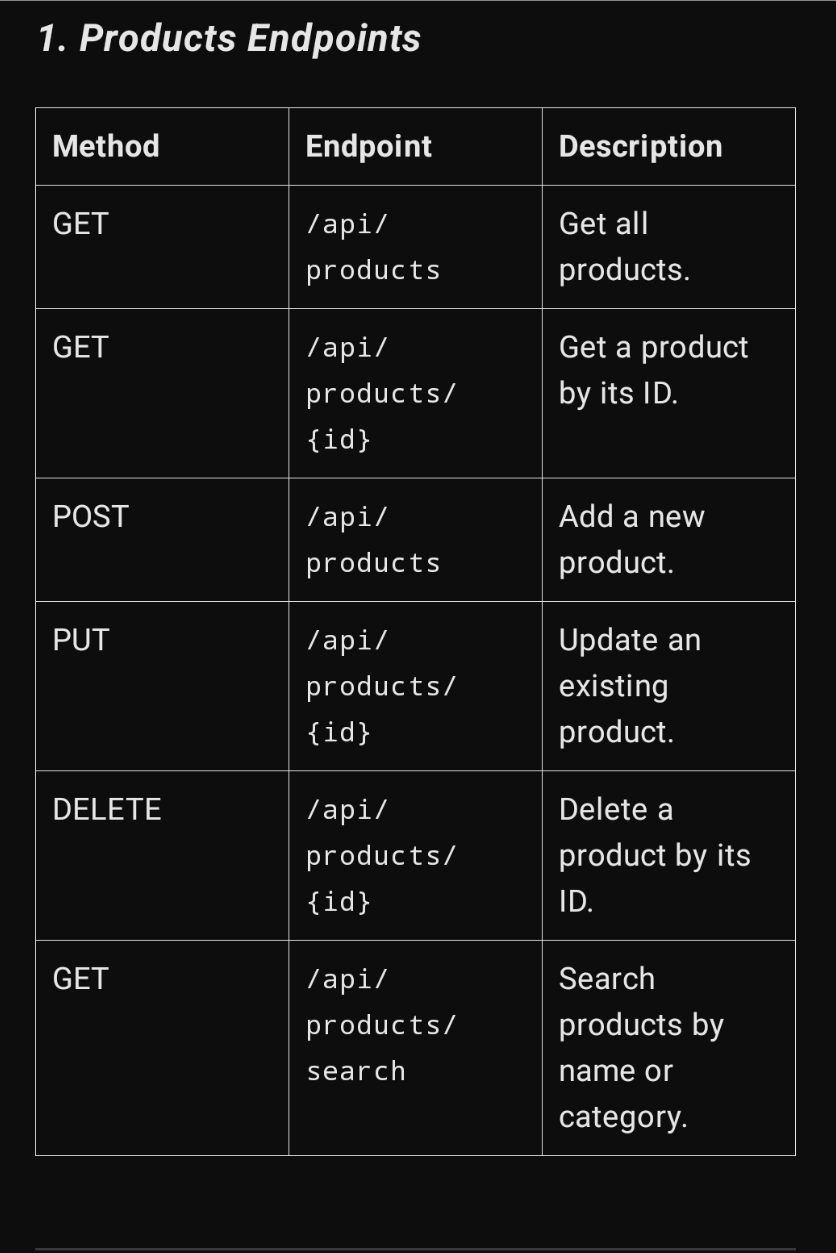 1. Products Endpoints
Method Endpoint Description
GET /api/ Get all
products products.
GET /api/ Get a product
products/ by its ID.
{id}
POST /api/ Add a new
products product.
PUT /api/ Update an
products/ existing
{id} product.
DELETE /api/ Delete a
products/ product by its
{id} ID.
GET /api/ Search
products/ products by
search name or
category.